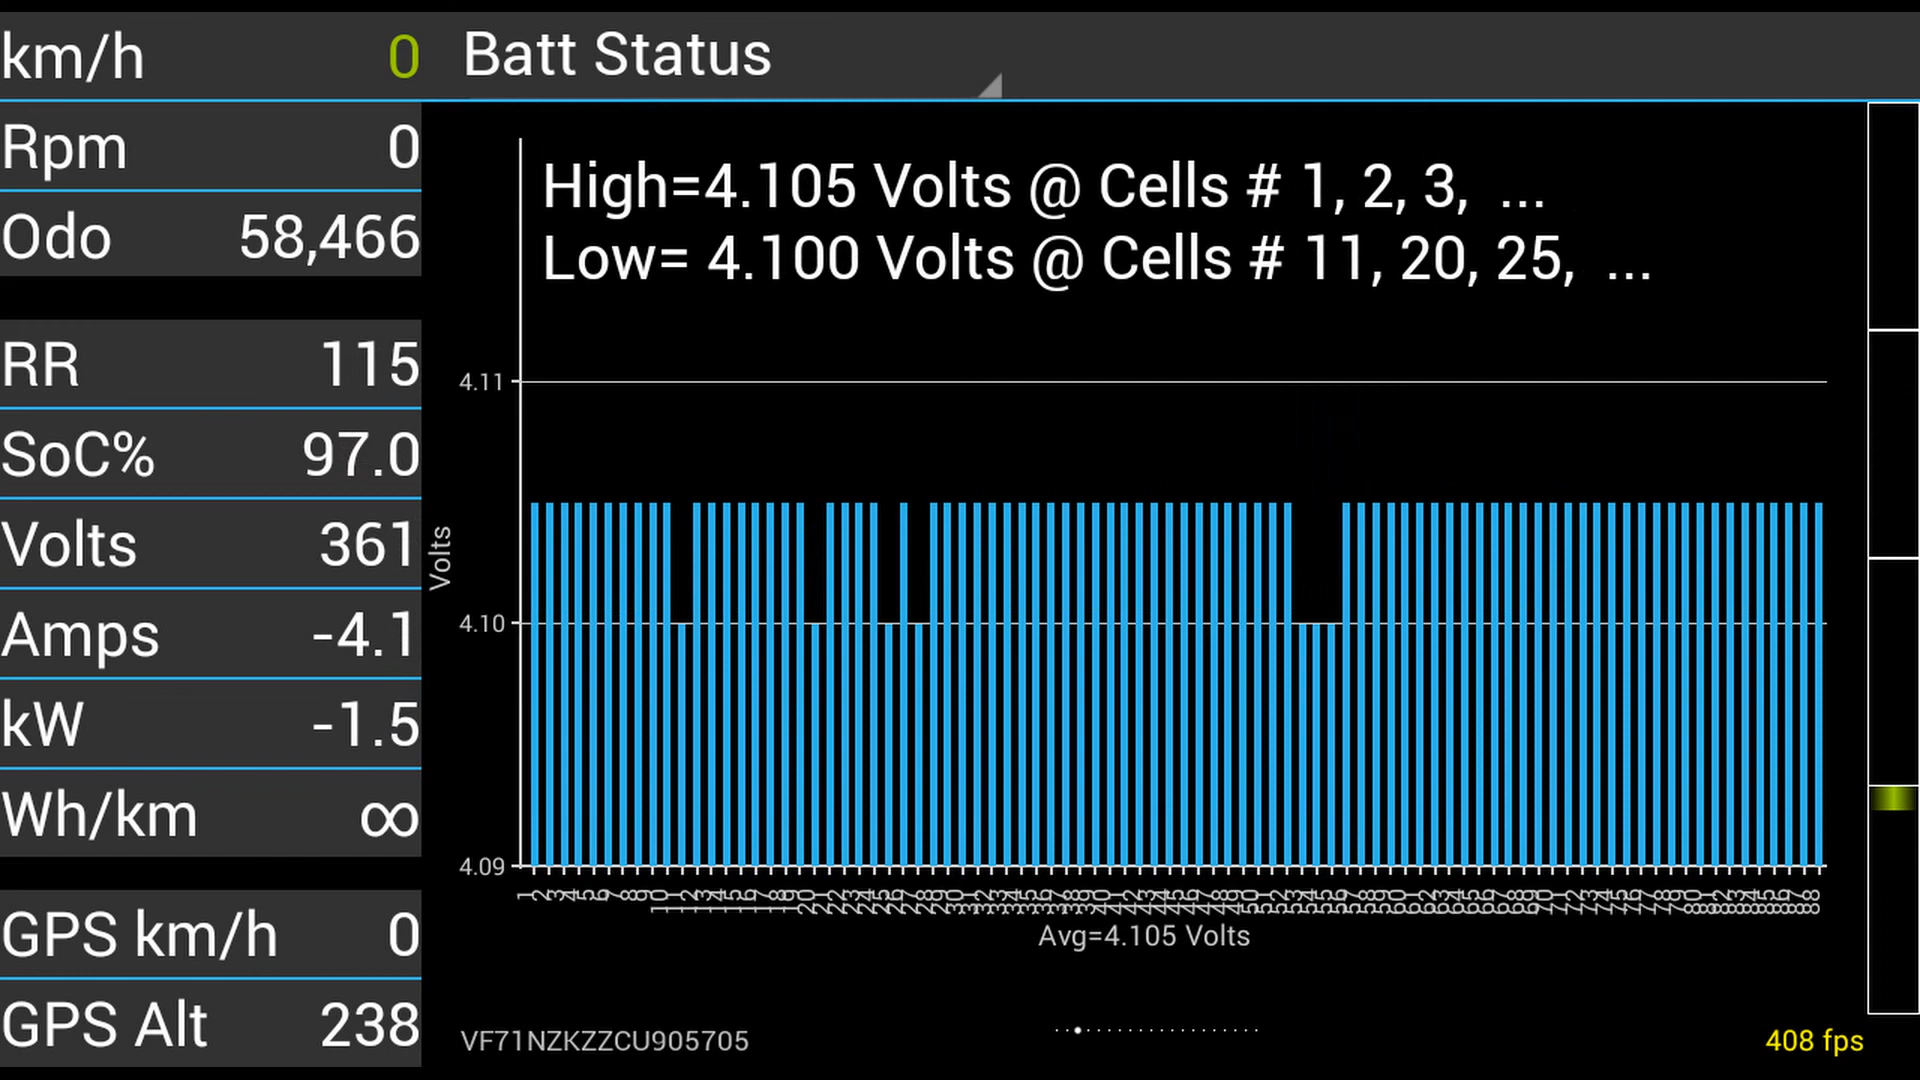 km/h 0 Batt Status
Rpm 0
Odo 58,466
RR 115
SoC% 97.0
Volts 361
Amps -4.1
kW -1.5
Wh/km ∞
GPS km/h 0
GPS Alt 238
High=4.105 Volts @ Cells # 1, 2, 3, ...
Low= 4.100 Volts @ Cells # 11, 20, 25, ...
4.11
4.10
4.09
Volts
Avg=4.105 Volts
VF71NZKZZCU905705
408 fps